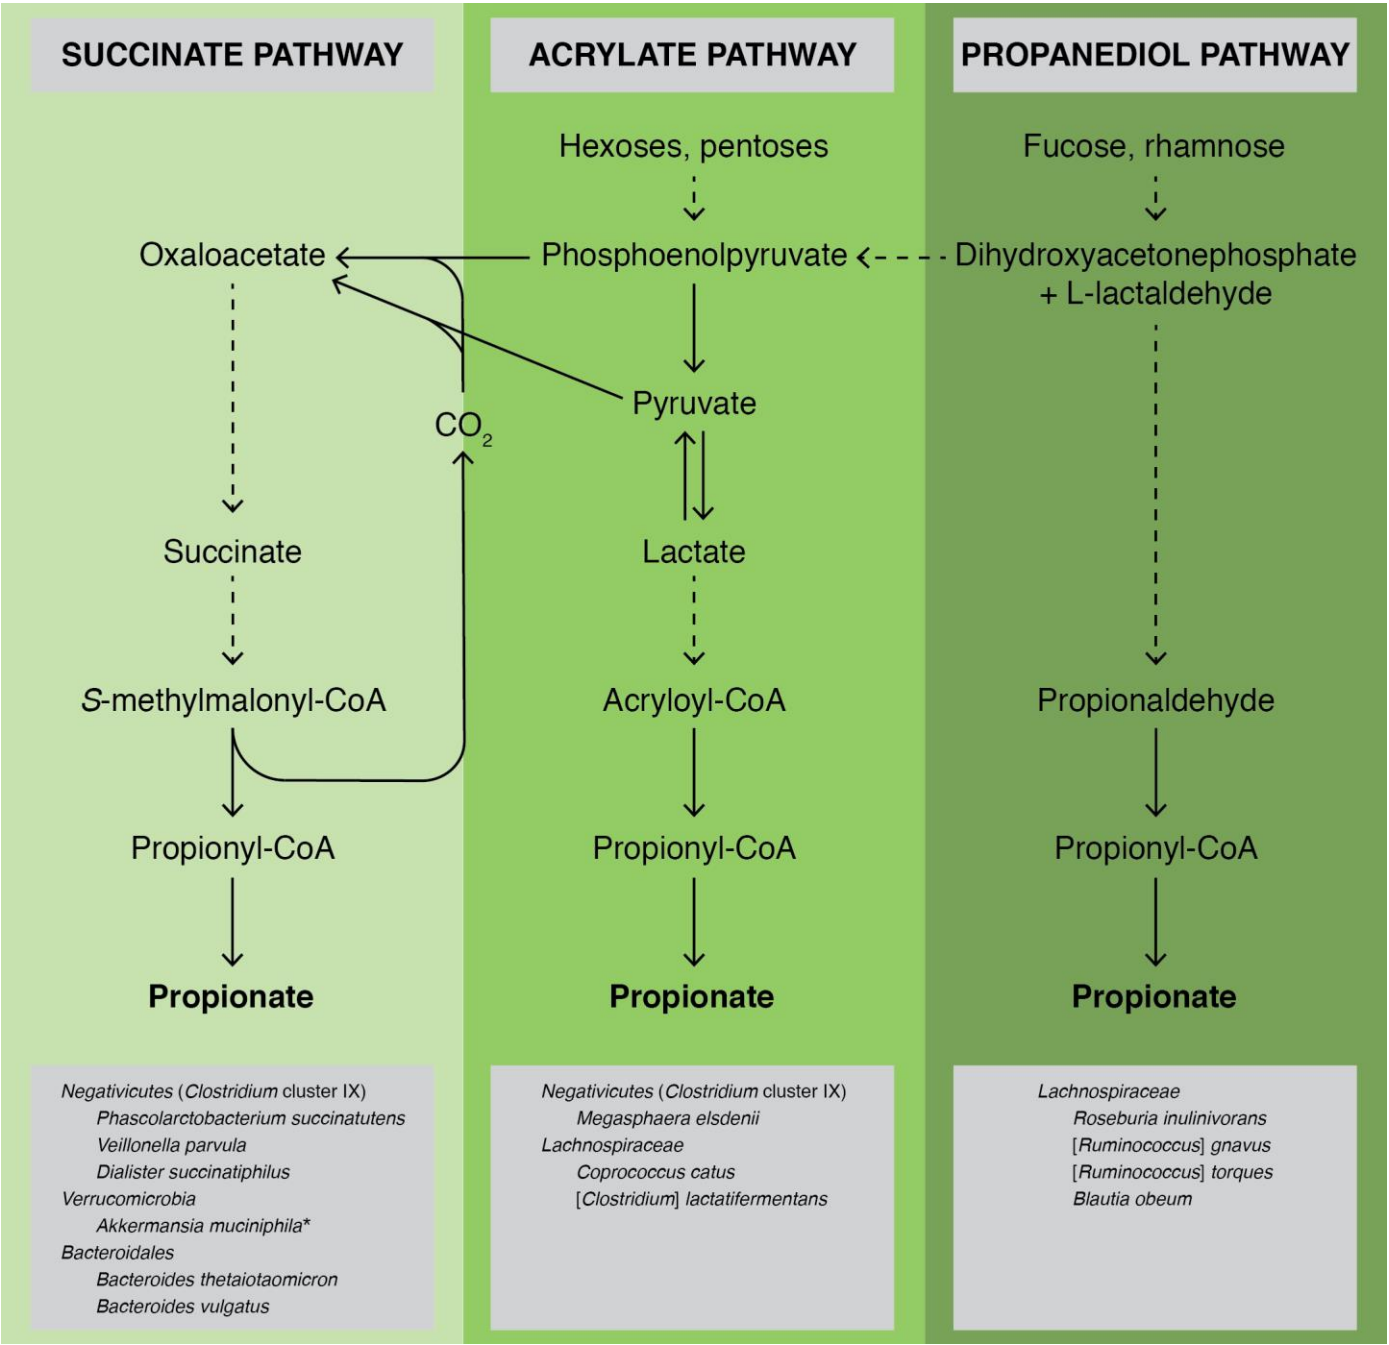 SUCCINATE PATHWAY
ACRYLATE PATHWAY
PROPANEDIOL PATHWAY
Hexoses, pentoses
Fucose, rhamnose
Oxaloacetate
Phosphoenolpyruvate
Dihydroxyacetonephosphate
+ L-lactaldehyde
Pyruvate
CO₂
Succinate
Lactate
S-methylmalonyl-CoA
Acryloyl-CoA
Propionaldehyde
Propionyl-CoA
Propionyl-CoA
Propionyl-CoA
Propionate
Propionate
Propionate
Negativicutes (Clostridium cluster IX)
Phascolarctobacterium succinatutens
Veillonella parvula
Dialister succinatiphilus
Verrucomicrobia
Akkermansia muciniphila*
Bacteroidales
Bacteroides thetaiotaomicron
Bacteroides vulgatus
Negativicutes (Clostridium cluster IX)
Megasphaera elsdenii
Lachnospiraceae
Coprococcus catus
[Clostridium] lactatifermentans
Lachnospiraceae
Roseburia inulinivorans
[Ruminococcus] gnavus
[Ruminococcus] torques
Blautia obeum